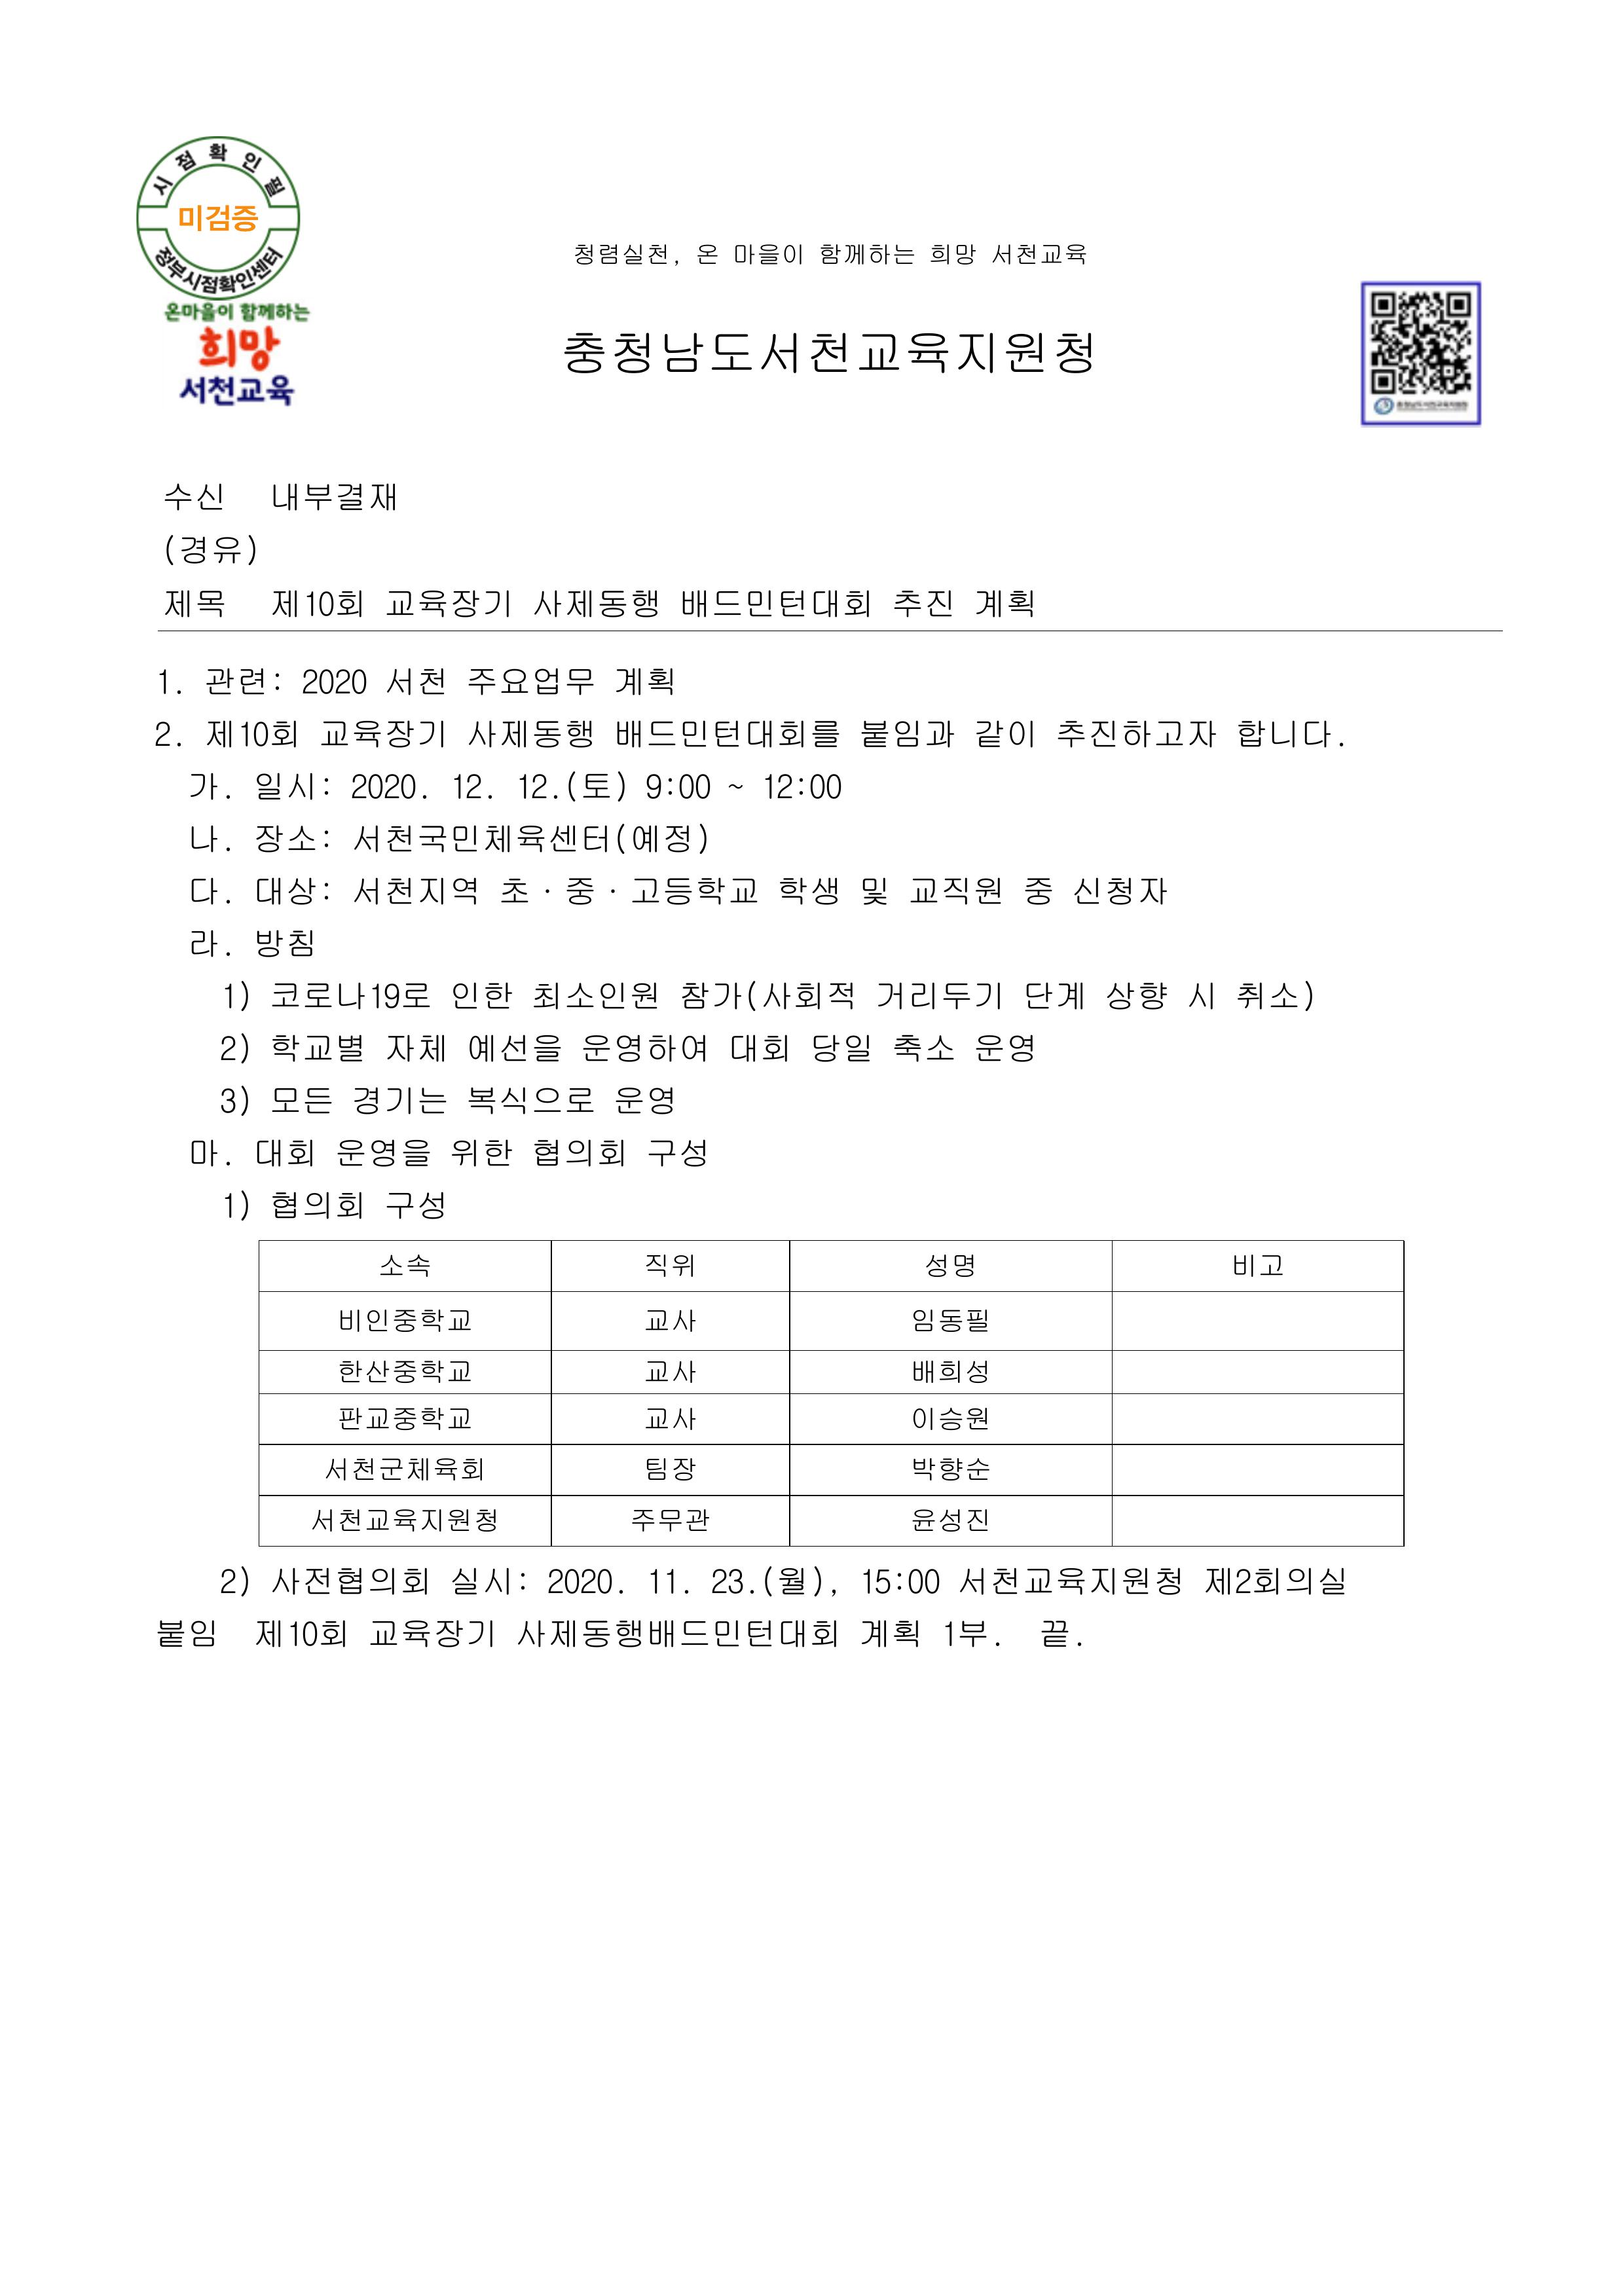 시점확인필
미검증
정부시점확인센터
온마을이 함께하는
희망
서천교육
청렴실천, 온 마을이 함께하는 희망 서천교육
충청남도서천교육지원청
충청남도서천교육지원청
수신 내부결재
(경유)
제목 제10회 교육장기 사제동행 배드민턴대회 추진 계획
1. 관련: 2020 서천 주요업무 계획
2. 제10회 교육장기 사제동행 배드민턴대회를 붙임과 같이 추진하고자 합니다.
가. 일시: 2020. 12. 12.(토) 9:00 ~ 12:00
나. 장소: 서천국민체육센터(예정)
다. 대상: 서천지역 초·중·고등학교 학생 및 교직원 중 신청자
라. 방침
1) 코로나19로 인한 최소인원 참가(사회적 거리두기 단계 상향 시 취소)
2) 학교별 자체 예선을 운영하여 대회 당일 축소 운영
3) 모든 경기는 복식으로 운영
마. 대회 운영을 위한 협의회 구성
1) 협의회 구성
소속 직위 성명 비고
비인중학교 교사 임동필
한산중학교 교사 배희성
판교중학교 교사 이승원
서천군체육회 팀장 박향순
서천교육지원청 주무관 윤성진
2) 사전협의회 실시: 2020. 11. 23.(월), 15:00 서천교육지원청 제2회의실
붙임 제10회 교육장기 사제동행배드민턴대회 계획 1부. 끝.